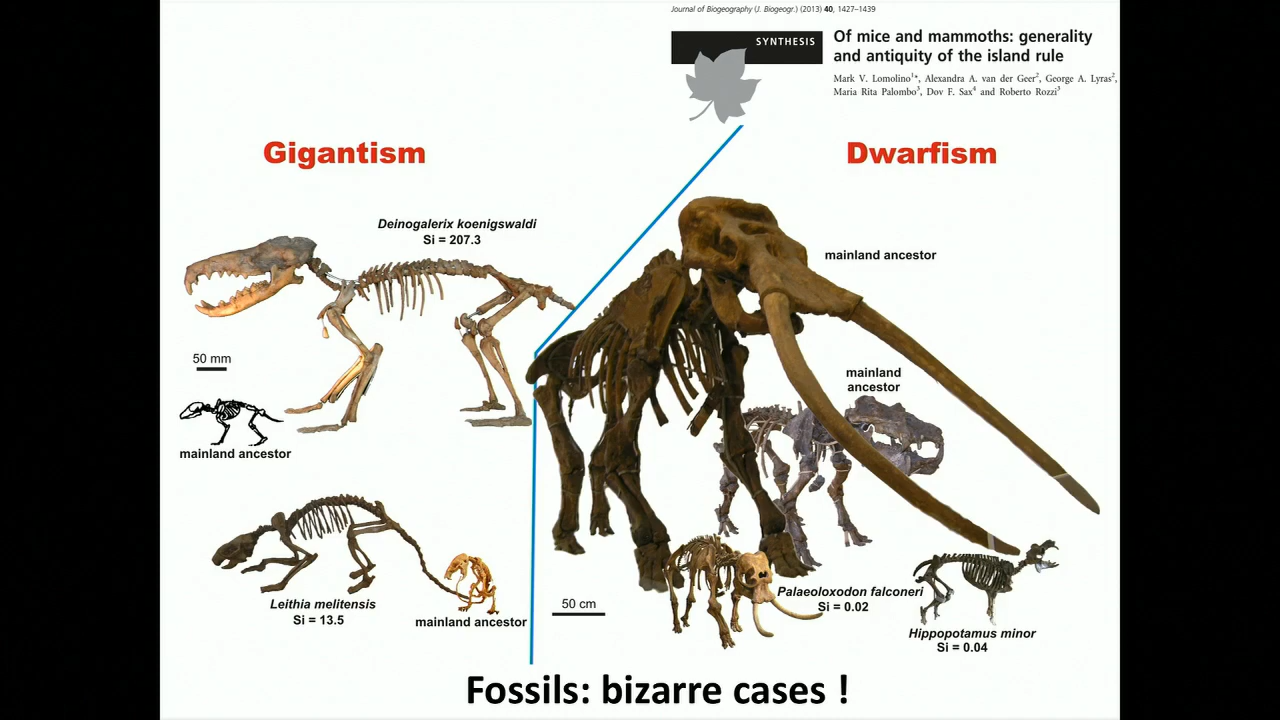 Journal of Biogeography (J. Biogeogr.) (2013) 40, 1427–1439
SYNTHESIS
Of mice and mammoths: generality
and antiquity of the island rule
Mark V. Lomolino1*, Alexandra A. van der Geer2, George A. Lyras2,
Maria Rita Palombo3, Dov F. Sax4 and Roberto Rozzi3
Gigantism
Dwarfism
Deinogalerix koenigswaldi
Si = 207.3
mainland ancestor
50 mm
mainland
ancestor
mainland ancestor
Leithia melitensis
Si = 13.5
mainland ancestor
50 cm
Palaeoloxodon falconeri
Si = 0.02
Hippopotamus minor
Si = 0.04
Fossils: bizarre cases !